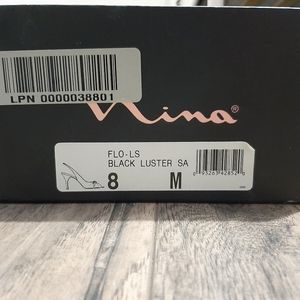 LPN 0000038801
Nina®
FLO-LS
BLACK LUSTER SA
8 M